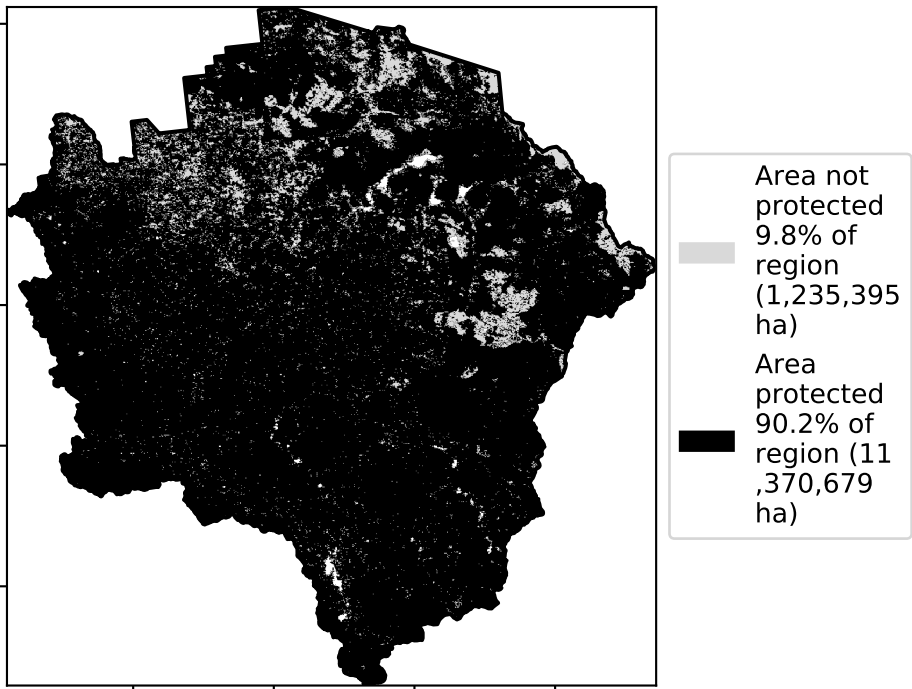 Area not
protected
9.8% of
region
(1,235,395
ha)
Area
protected
90.2% of
region (11
,370,679
ha)